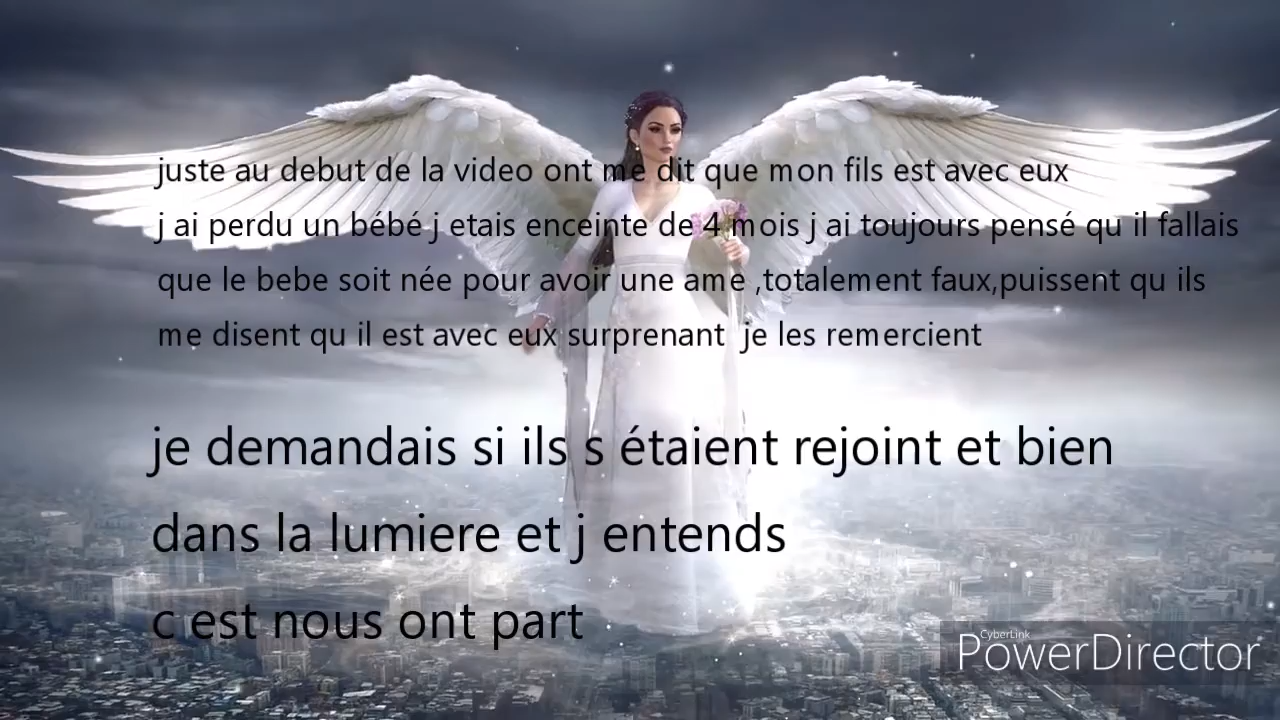 juste au debut de la video ont me dit que mon fils est avec eux
j ai perdu un bébé j etais enceinte de 4 mois j ai toujours pensé qu il fallais
que le bebe soit née pour avoir une ame ,totalement faux,puissent qu ils
me disent qu il est avec eux surprenant je les remercient
je demandais si ils s étaient rejoint et bien
dans la lumiere et j entends
c est nous ont part
CyberLink
PowerDirector